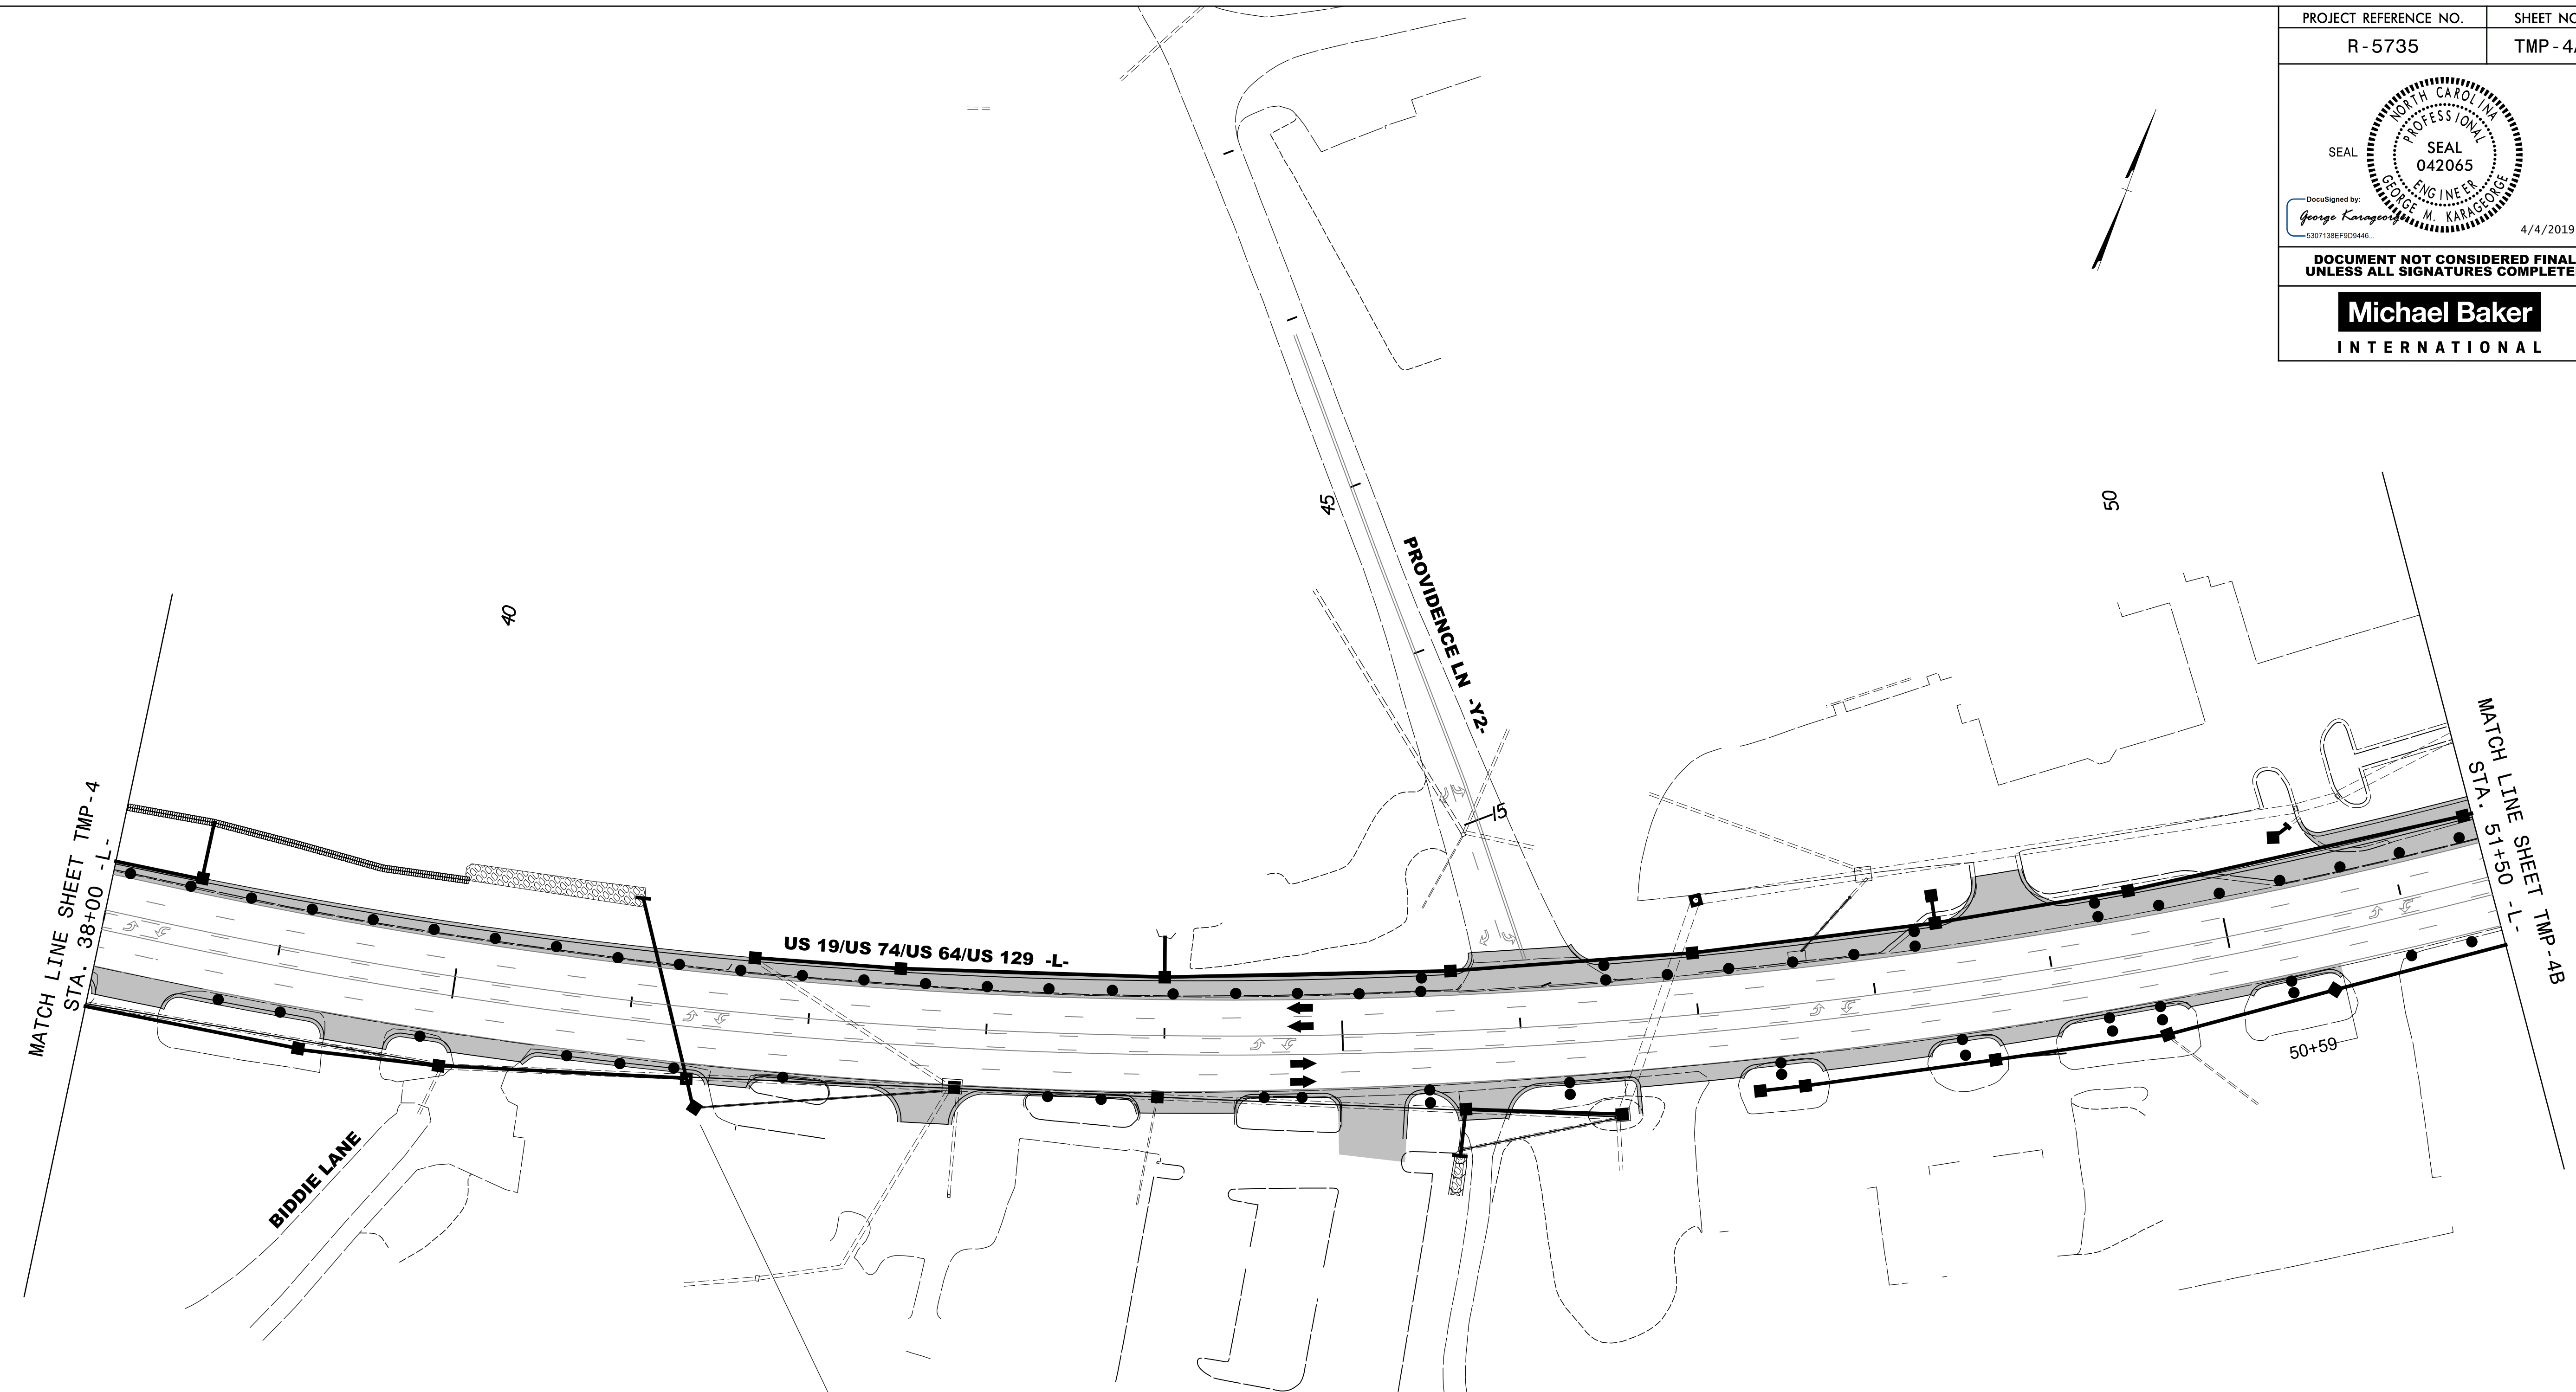 PROJECT REFERENCE NO.
SHEET NO
R-5735
TMP-4
NORTH CAROLINA
PROFESSIONAL
SEAL
SEAL
042065
ENGINEER
GEORGE M. KARAGEORGE
DocuSigned by:
George Karageorge
5307138EF9D9446...
4/4/2019
DOCUMENT NOT CONSIDERED FINAL
UNLESS ALL SIGNATURES COMPLETE
Michael Baker
INTERNATIONAL
45
50
40
PROVIDENCE LN -Y2-
15
MATCH LINE SHEET TMP-4
STA. 38+00 -L-
US 19/US 74/US 64/US 129 -L-
MATCH LINE SHEET TMP-4B
STA. 51+50 -L-
50+59
BIDDIE LANE